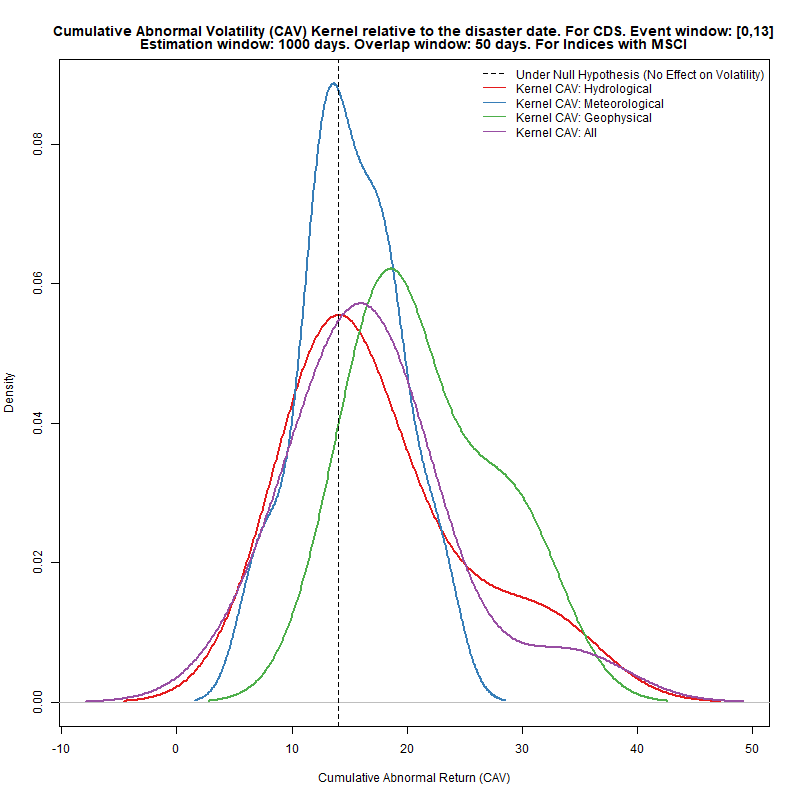 Cumulative Abnormal Volatility (CAV) Kernel relative to the disaster date. For CDS. Event window: [0,13]
Estimation window: 1000 days. Overlap window: 50 days. For Indices with MSCI
Under Null Hypothesis (No Effect on Volatility)
Kernel CAV: Hydrological
Kernel CAV: Meteorological
Kernel CAV: Geophysical
Kernel CAV: All
Density
0.08
0.06
0.04
0.02
0.00
-10 0 10 20 30 40 50
Cumulative Abnormal Return (CAV)